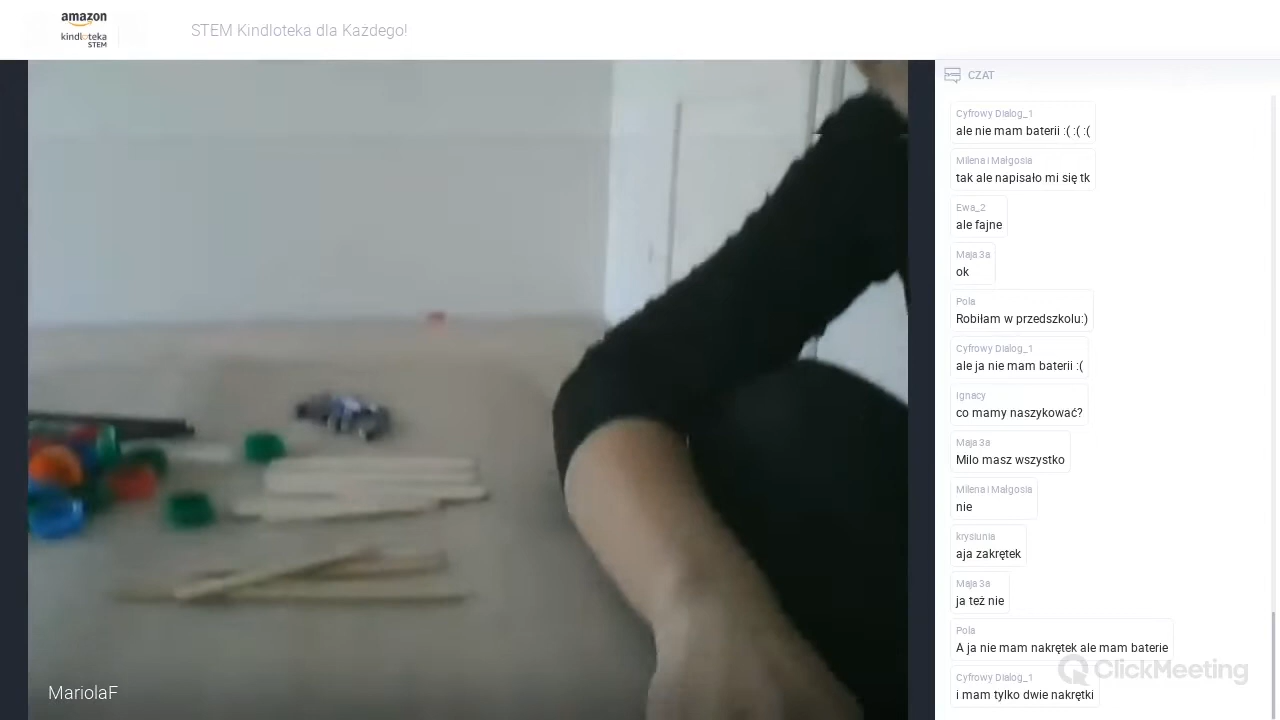 amazon
kindloteka
STEM
STEM Kindloteka dla Każdego!
CZAT
Cyfrowy Dialog_1
ale nie mam baterii :( :( :(
Milena i Małgosia
tak ale napisało mi się tk
Ewa_2
ale fajne
Maja 3a
ok
Pola
Robiłam w przedszkolu:)
Cyfrowy Dialog_1
ale ja nie mam baterii :(
Ignacy
co mamy naszykować?
Maja 3a
Milo masz wszystko
Milena i Małgosia
nie
krysiunia
aja zakrętek
Maja 3a
ja też nie
Pola
A ja nie mam nakrętek ale mam baterie
Cyfrowy Dialog_1
i mam tylko dwie nakrętki
ClickMeeting
MariolaF